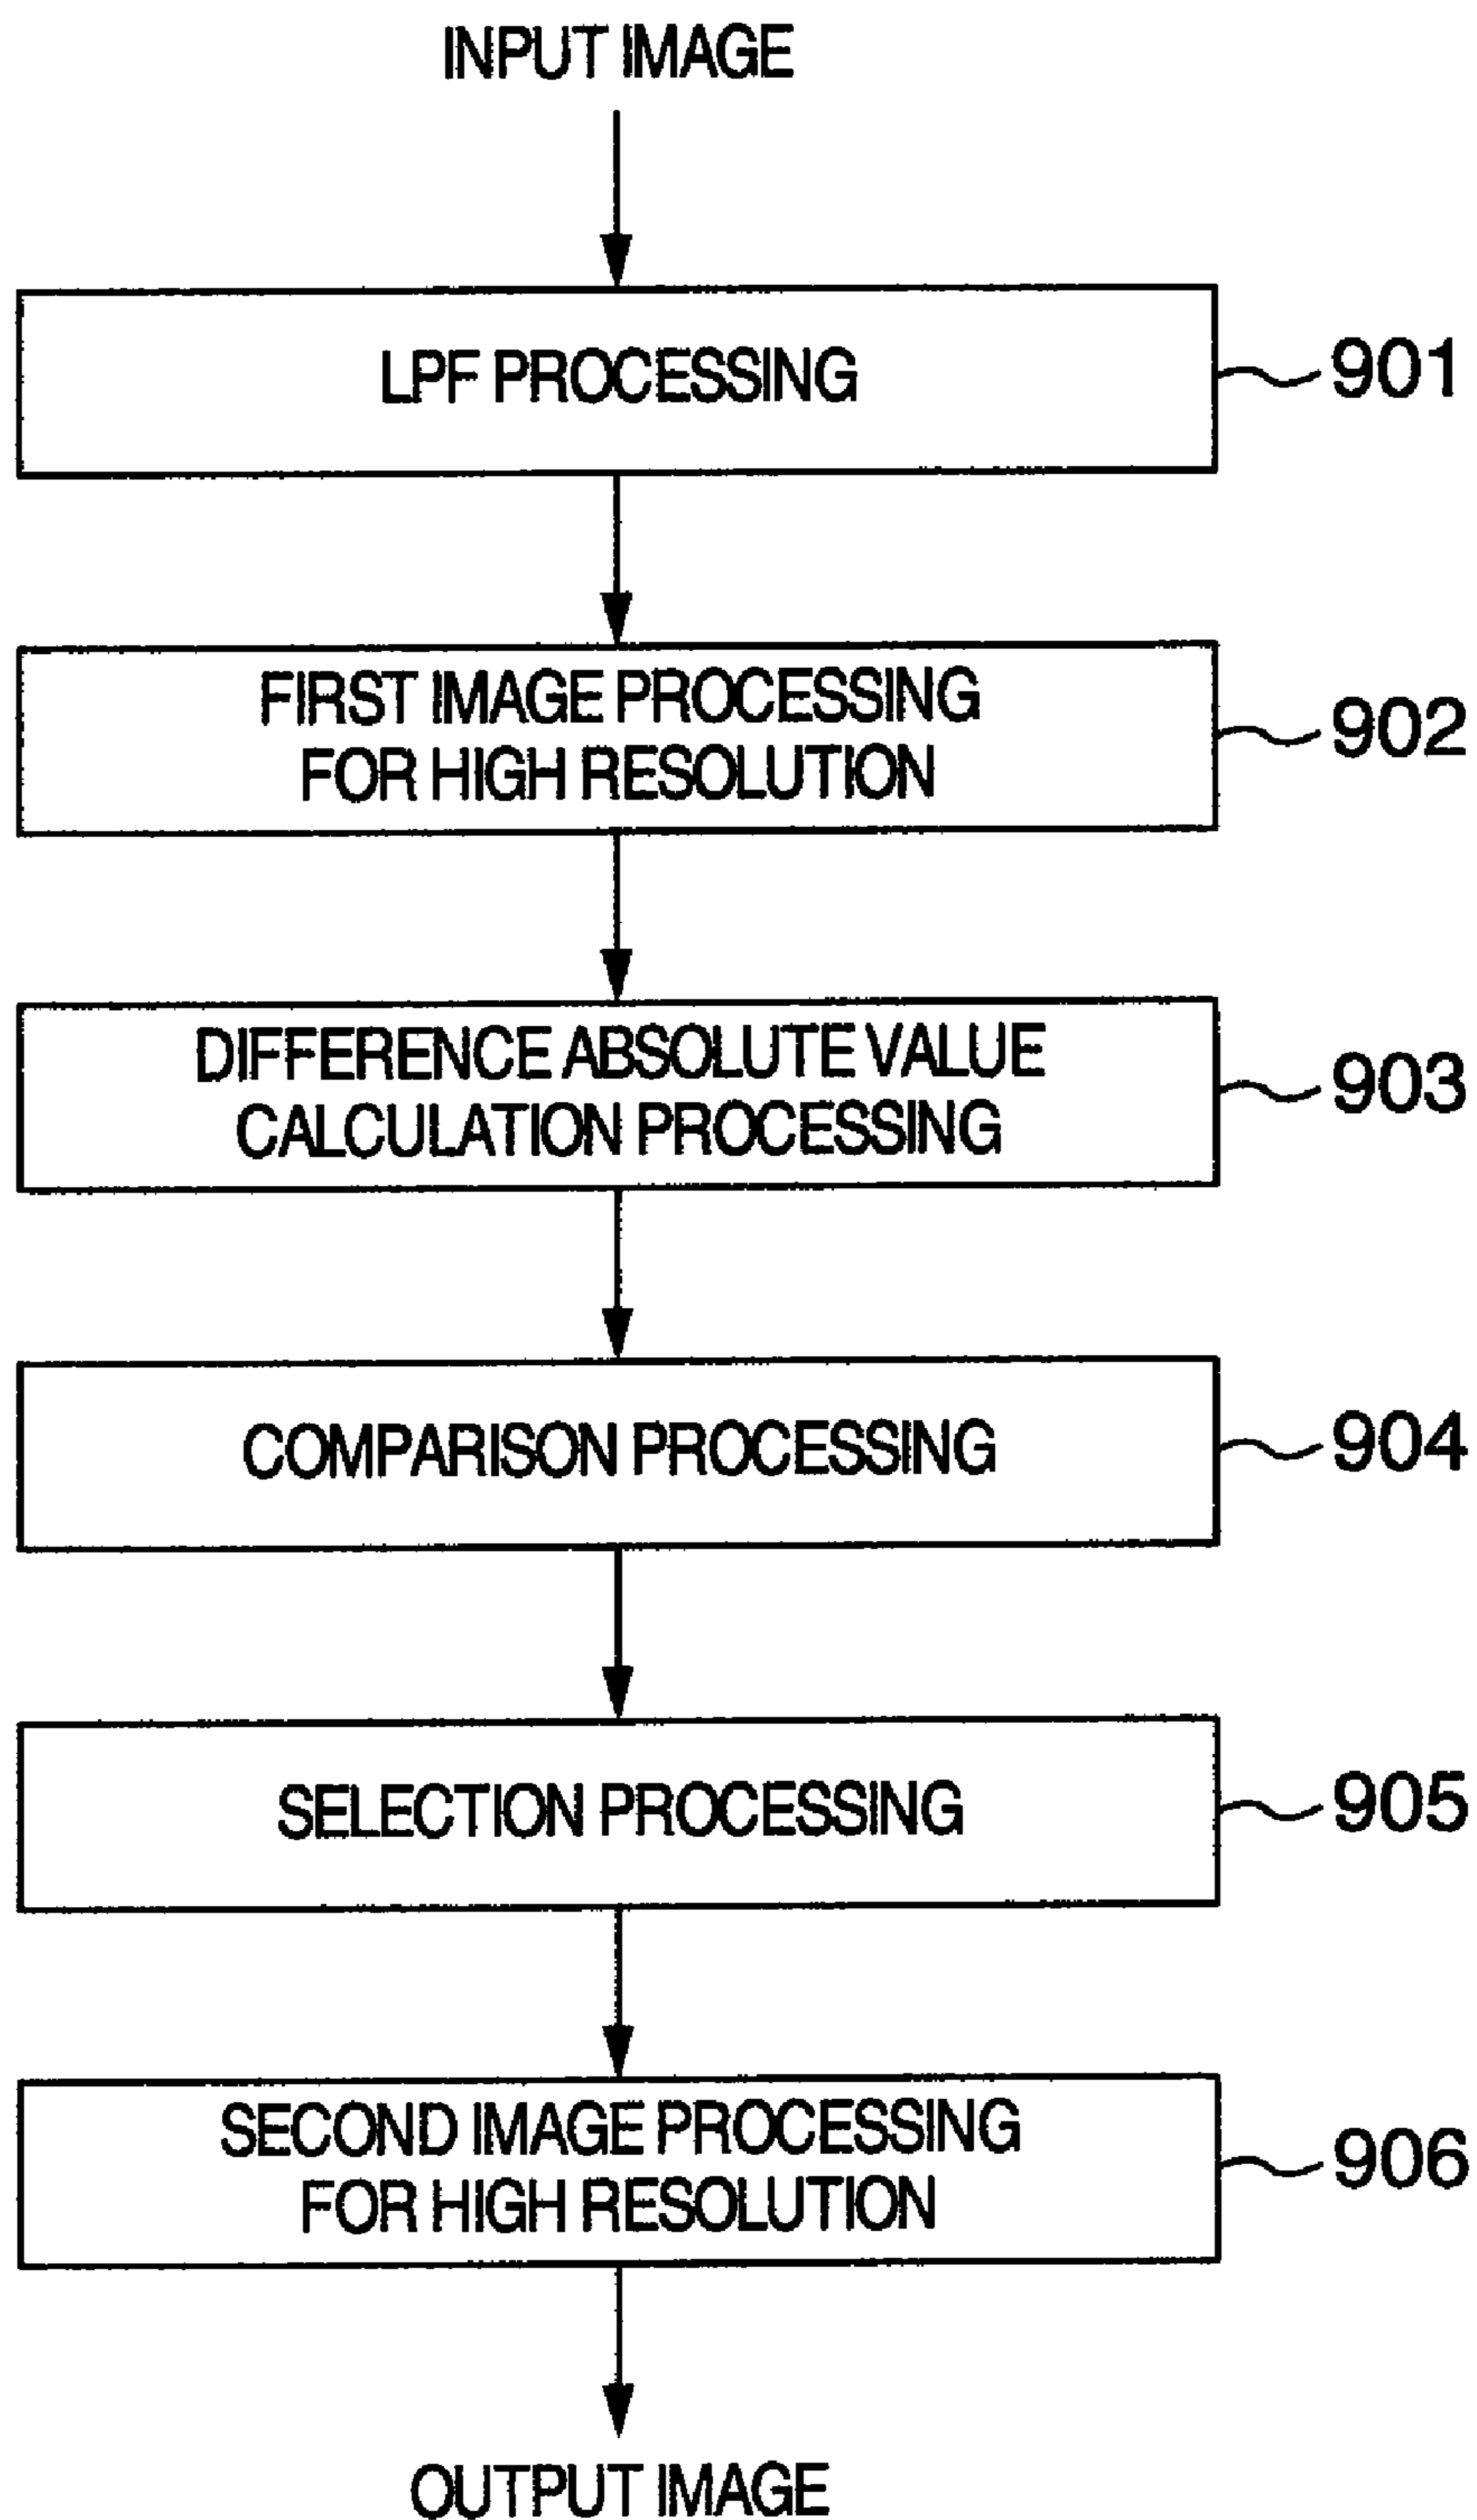 INPUT IMAGE
LPF PROCESSING
901
FIRST IMAGE PROCESSING
FOR HIGH RESOLUTION
902
DIFFERENCE ABSOLUTE VALUE
CALCULATION PROCESSING
903
COMPARISON PROCESSING
904
SELECTION PROCESSING
905
SECOND IMAGE PROCESSING
FOR HIGH RESOLUTION
906
OUTPUT IMAGE